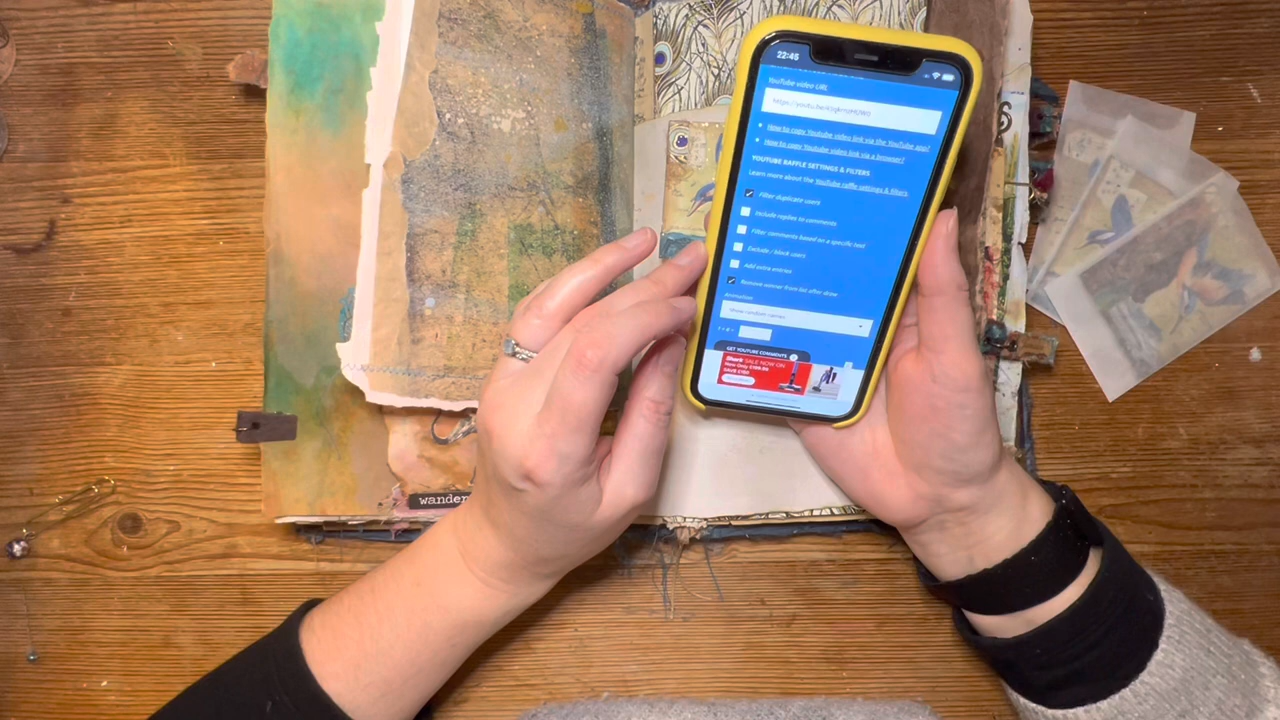 22:45
YouTube video URL
How to copy Youtube video link via the YouTube app?
How to copy Youtube video link via a browser?
YOUTUBE RAFFLE SETTINGS & FILTERS
Learn more about the YouTube raffle settings & filters
Filter duplicate users
Include replies to comments
Filter comments based on a specific text
Exclude / block users
Add extra entries
Remove winner from list after draw
Animation
Show random names
GET YOUTUBE COMMENTS
Shark SALE NOW ON
wander